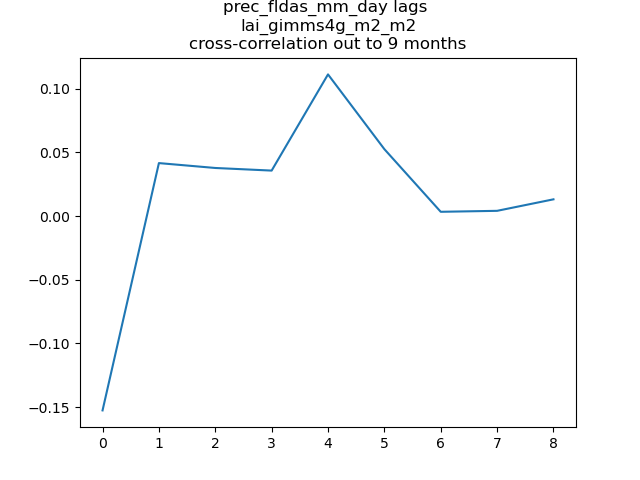 prec_fldas_mm_day lags
lai_gimms4g_m2_m2
cross-correlation out to 9 months
0.10
0.05
0.00
−0.05
−0.10
−0.15
0 1 2 3 4 5 6 7 8